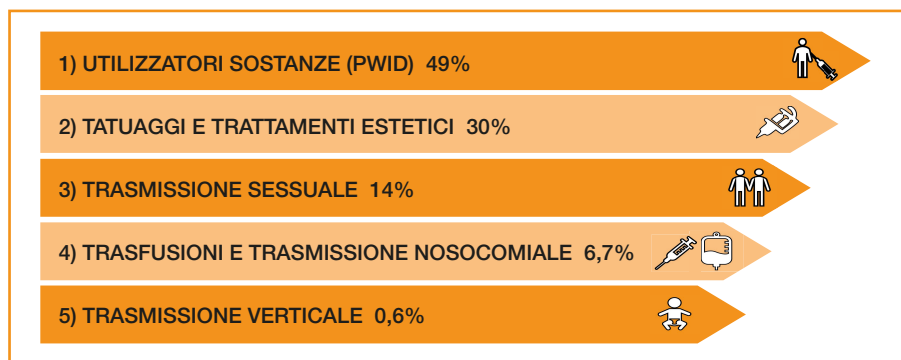 1) UTILIZZATORI SOSTANZE (PWID) 49%
2) TATUAGGI E TRATTAMENTI ESTETICI 30%
3) TRASMISSIONE SESSUALE 14%
4) TRASFUSIONI E TRASMISSIONE NOSOCOMIALE 6,7%
5) TRASMISSIONE VERTICALE 0,6%